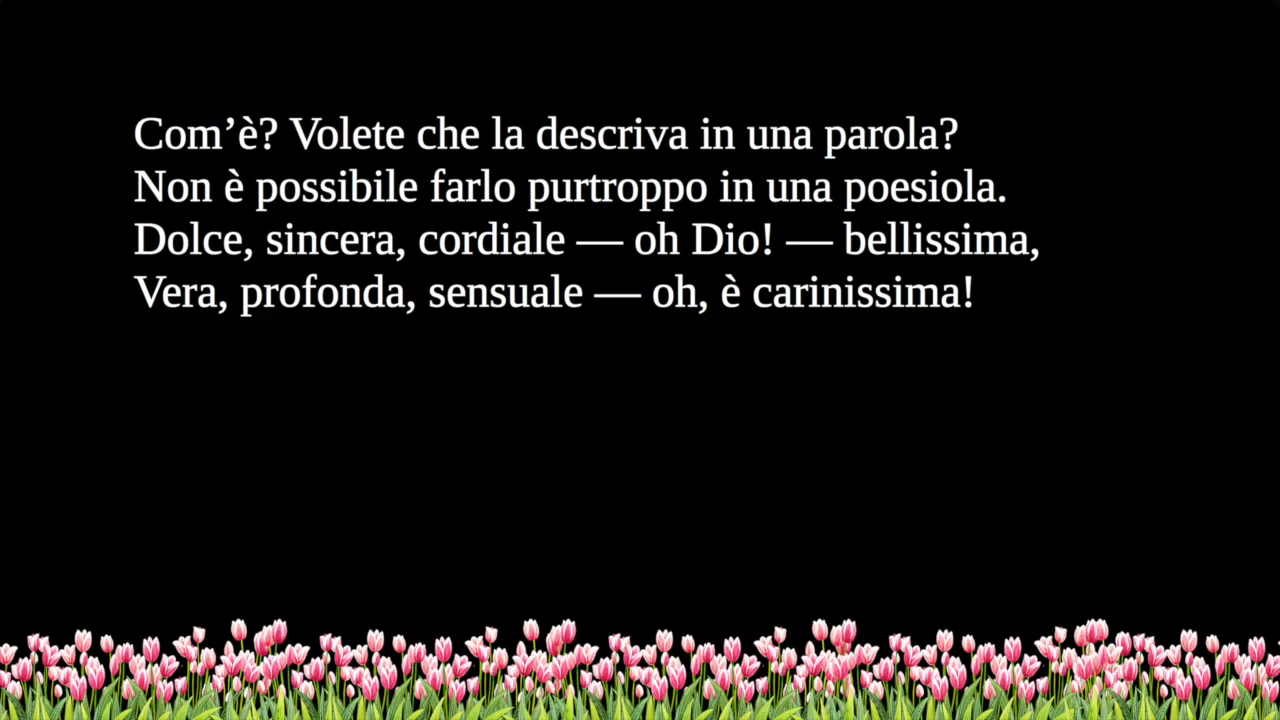 Com’è? Volete che la descriva in una parola?
Non è possibile farlo purtroppo in una poesiola.
Dolce, sincera, cordiale — oh Dio! — bellissima,
Vera, profonda, sensuale — oh, è carinissima!